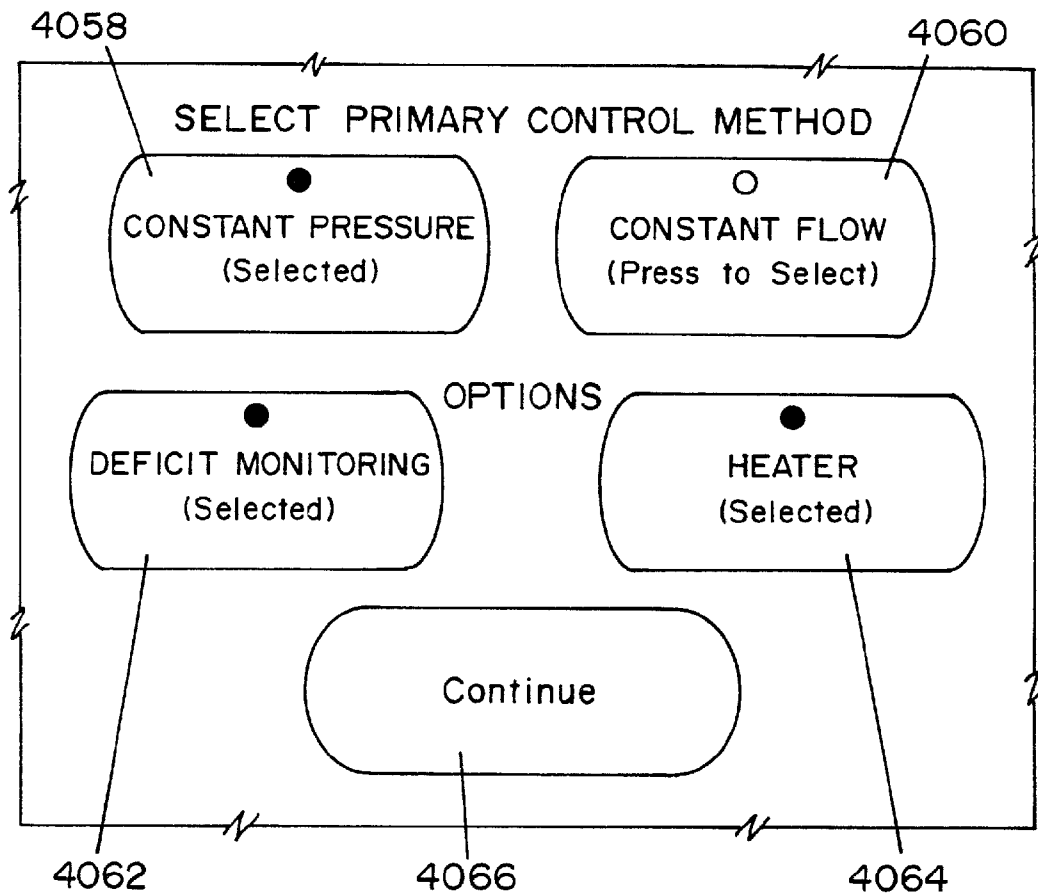 4058
4060
SELECT PRIMARY CONTROL METHOD
CONSTANT PRESSURE
(Selected)
CONSTANT FLOW
(Press to Select)
OPTIONS
DEFICIT MONITORING
(Selected)
HEATER
(Selected)
Continue
4062
4066
4064